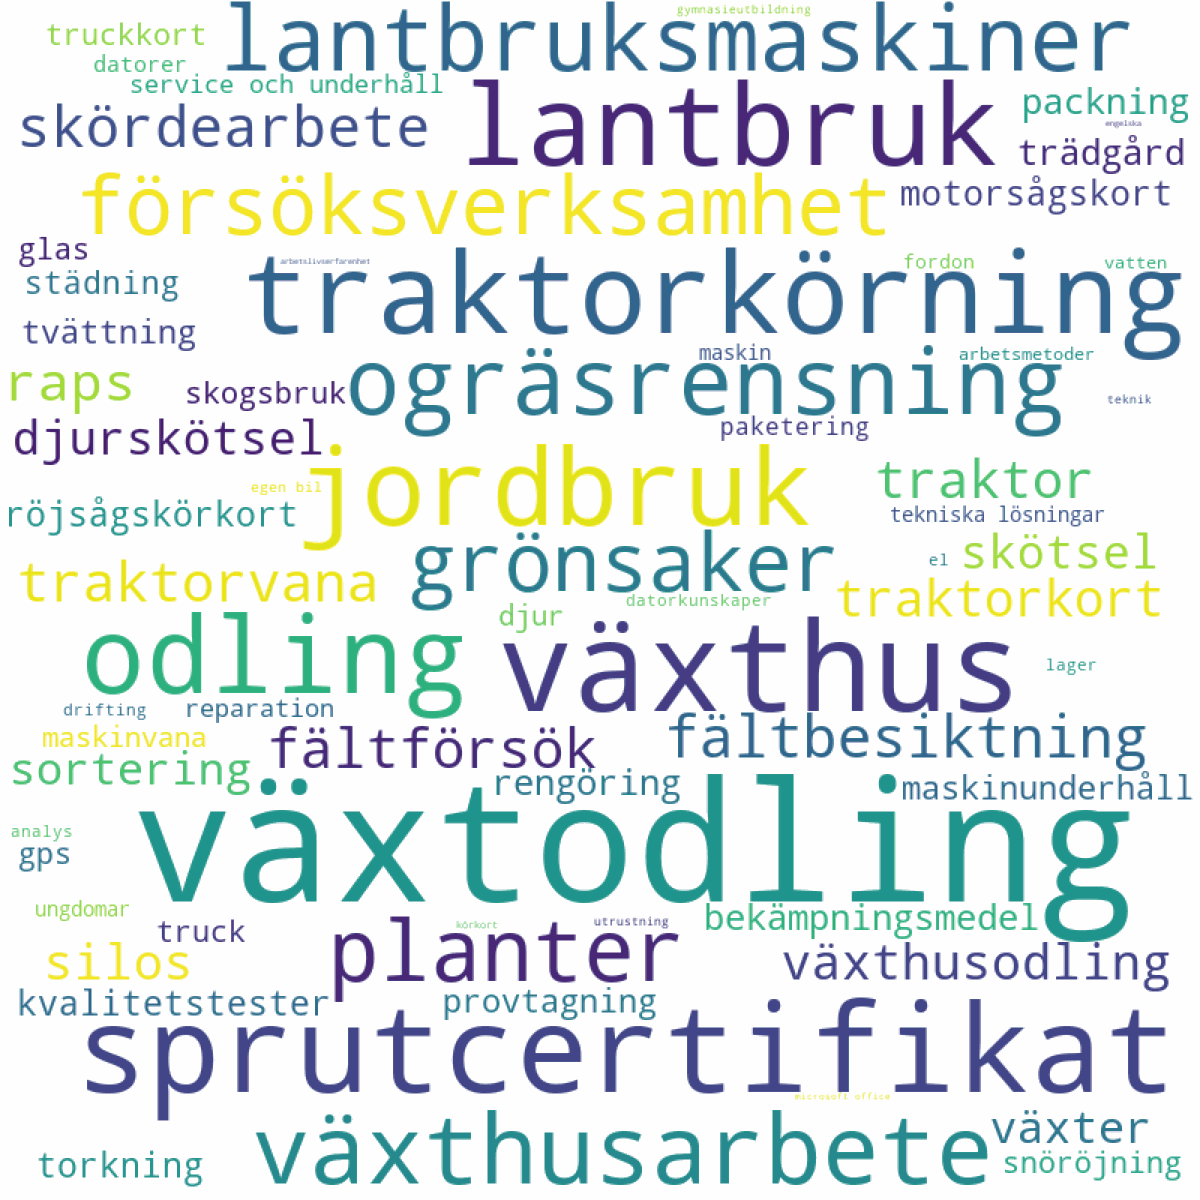 gymnasieutbildning
lantbruksmaskiner
truckkort
datorer
service och underhåll
lantbruk
packning
skördearbete
engelska
trädgård
försöksverksamhet
motorsågskort
glas
traktorkörning
arbetslivserfarenhet
fordon
vatten
städning
tvättning
maskin
arbetsmetoder
ogräsrensning
raps
skogsbruk
teknik
djurskötsel
paketering
jordbruk
traktor
egen bil
röjsågskörkort
tekniska lösningar
grönsaker
skötsel
el
traktorvana
traktorkort
datorkunskaper
djur
odling
växthus
lager
drifting
reparation
maskinvana
fältförsök
fältbesiktning
sortering
rengöring
maskinunderhåll
växtodling
analys
gps
ungdomar
bekämpningsmedel
truck
körkort
utrustning
planter
silos
växthusodling
kvalitetstester
provtagning
sprutcertifikat
microsoft office
växthusarbete
växter
torkning
snöröjning